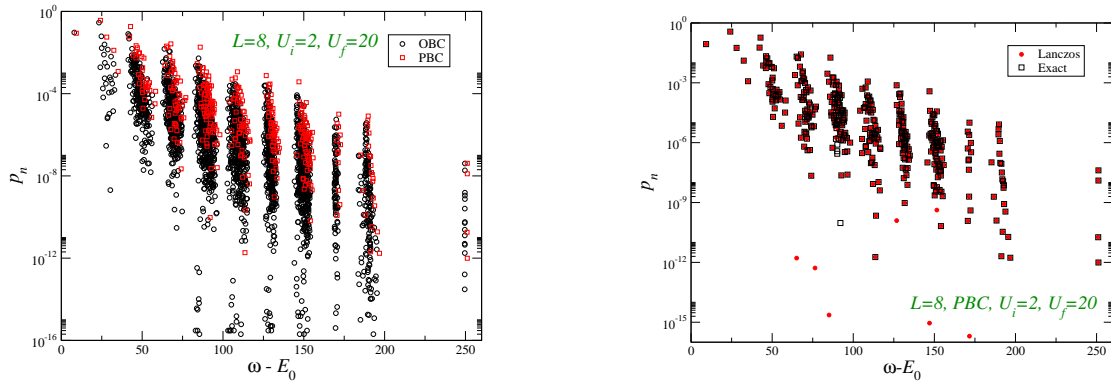 10^0
10^-4
10^-8
10^-12
10^-16
p_n
L=8, U_i=2, U_f=20
OBC
PBC
0 50 100 150 200 250
ω - E_0
10^0
10^-3
10^-6
10^-9
10^-12
10^-15
p_n
Lanczos
Exact
L=8, PBC, U_i=2, U_f=20
0 50 100 150 200 250
ω-E_0